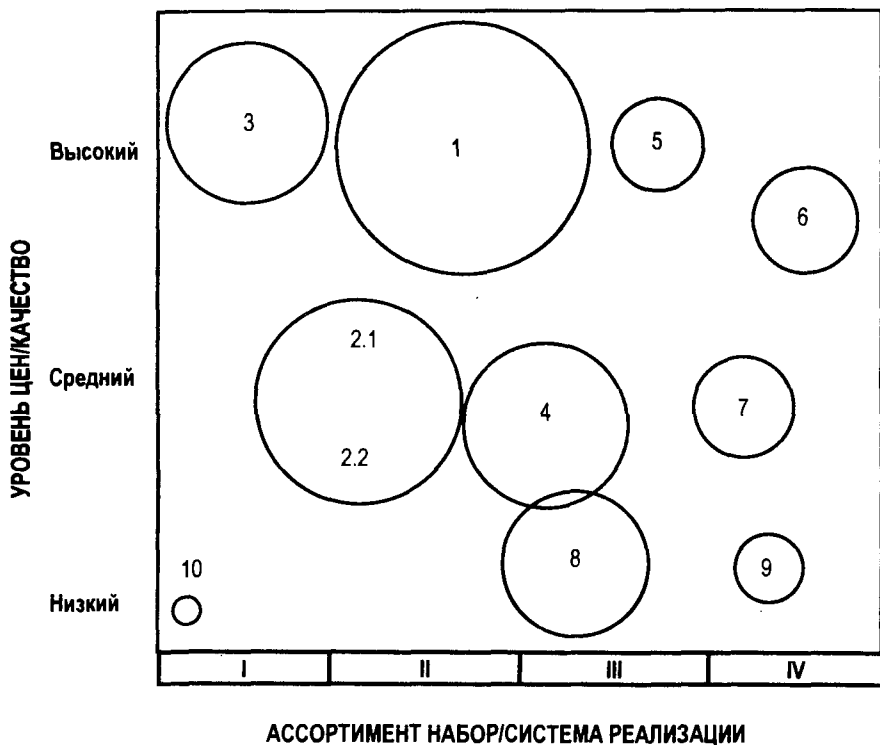 3
1
5
Высокий
6
2.1
Средний
7
4
2.2
10
8
9
Низкий
I
II
III
IV
УРОВЕНЬ ЦЕН/КАЧЕСТВО
АССОРТИМЕНТ НАБОР/СИСТЕМА РЕАЛИЗАЦИИ